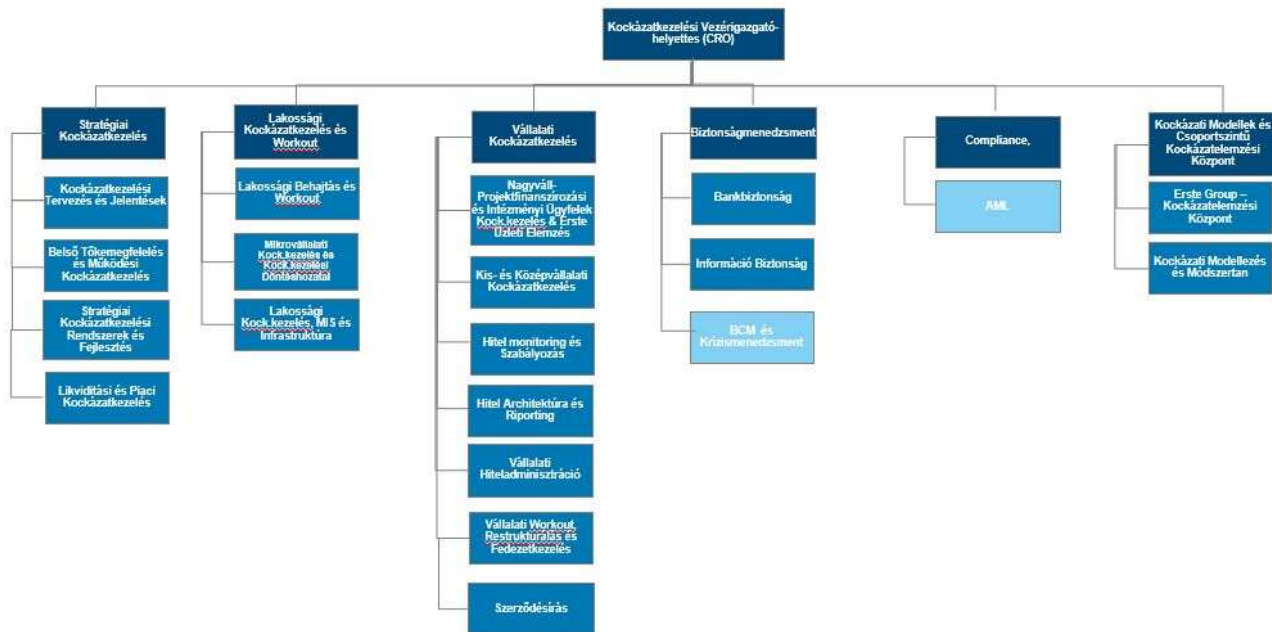 Kockázatkezelési Vezérigazgató-
helyettes (CRO)
Stratégiai
Kockázatkezelés
Kockázatkezelési
Tervezés és Jelentések
Belső Tőkemegfelelés
és Működési
Kockázatkezelés
Stratégiai
Kockázatkezelési
Rendszerek és
Fejlesztés
Likviditási és Piaci
Kockázatkezelés
Lakossági
Kockázatkezelés és
Workout
Lakossági Behajtás és
Workout
Mikrovállalati
Kock.kezelés és
Kock.kezelési
Döntéshozatal
Lakossági
Kock.kezelés, MIS és
Infrastruktúra
Vállalati
Kockázatkezelés
Nagyváll-
Projektfinanszírozási
és Intézményi Ügyfelek
Kock.kezelés & Erste
Üzleti Elemzés
Kis- és Középvállalati
Kockázatkezelés
Hitel monitoring és
Szabályozás
Hitel Architektúra és
Riporting
Vállalati
Hiteladminisztráció
Vállalati Workout,
Restrukturálás és
Fedezetkezelés
Szerződésírás
Biztonságmenedzsment
Bankbiztonság
Információ Biztonság
BCM és
Krízismenedzsment
Compliance,
AML
Kockázati Modellek és
Csoportszintű
Kockázatelemzési
Központ
Erste Group –
Kockázatelemzési
Központ
Kockázati Modellezés
és Módszertan